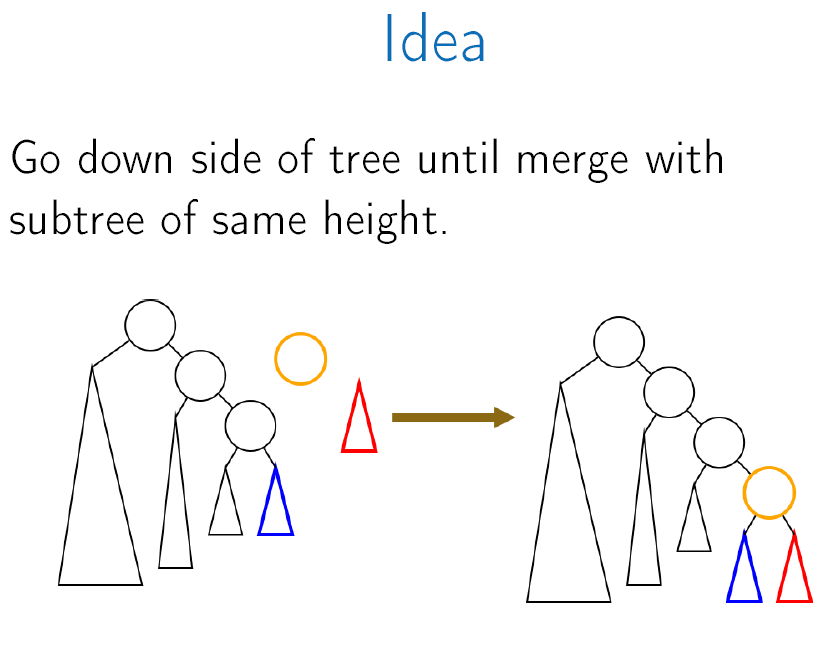 Idea
Go down side of tree until merge with
subtree of same height.